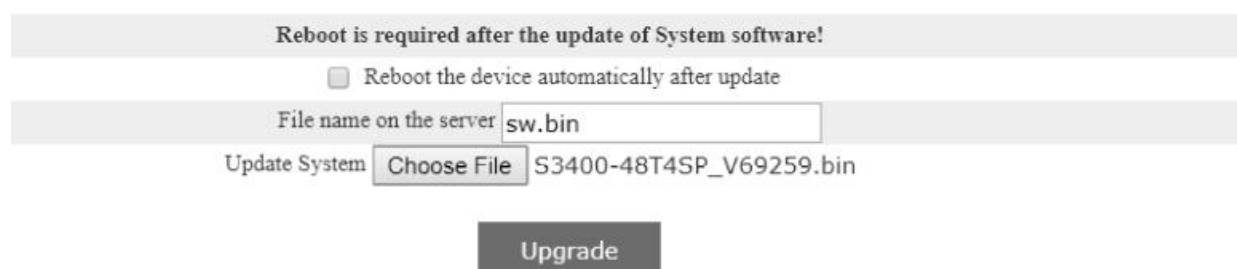 Reboot is required after the update of System software!
Reboot the device automatically after update
File name on the server sw.bin
Update System Choose File S3400-48T4SP_V69259.bin
Upgrade